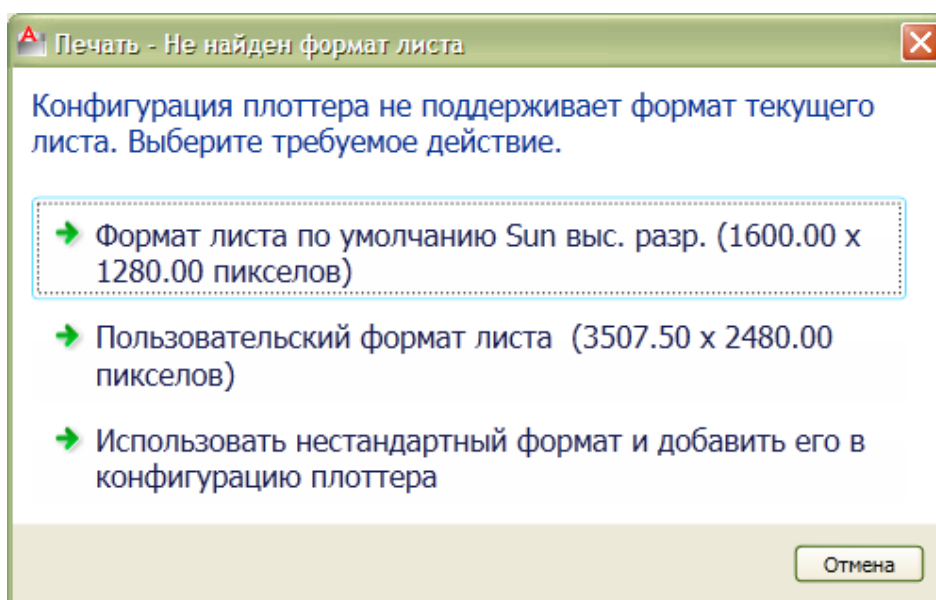 Печать - Не найден формат листа
Конфигурация плоттера не поддерживает формат текущего
листа. Выберите требуемое действие.
Формат листа по умолчанию Sun выс. разр. (1600.00 x
1280.00 пикселов)
Пользовательский формат листа (3507.50 x 2480.00
пикселов)
Использовать нестандартный формат и добавить его в
конфигурацию плоттера
Отмена